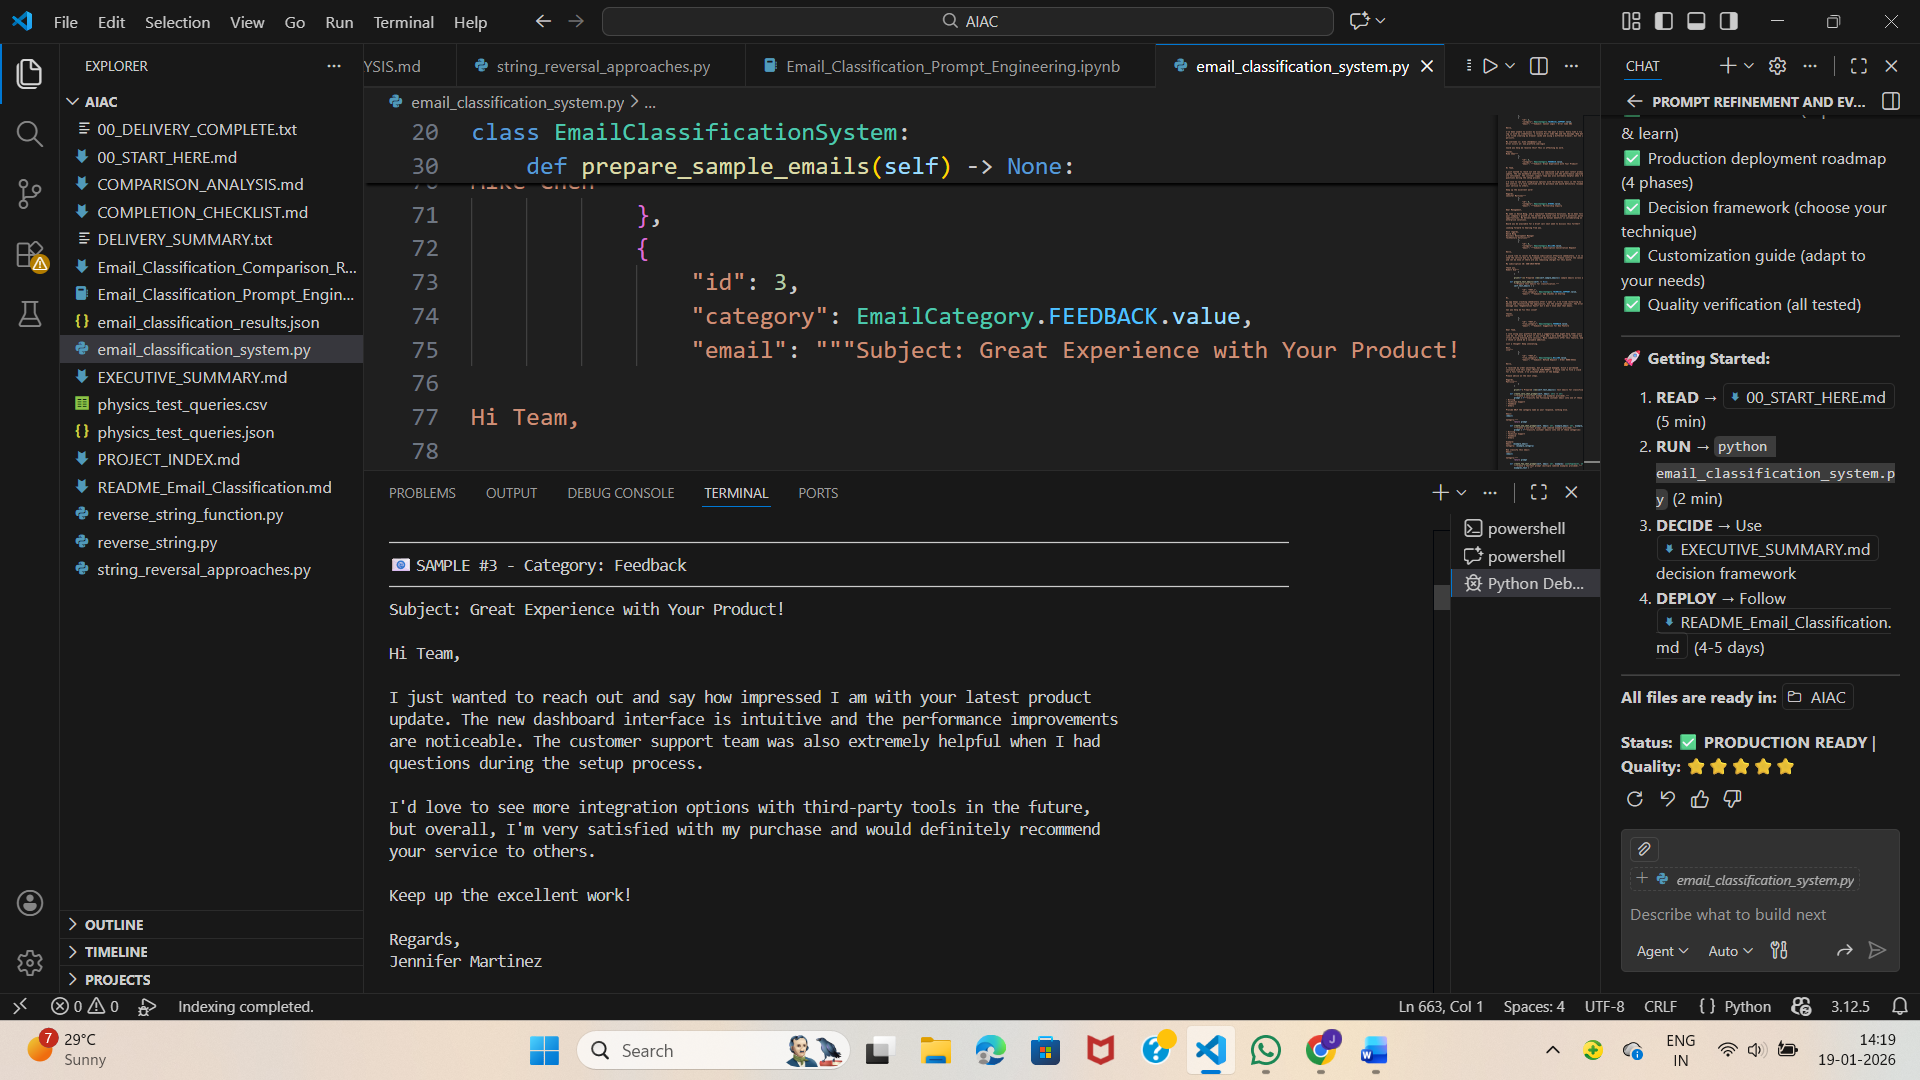 File Edit Selection View Go Run Terminal Help
AIAC
EXPLORER
AIAC
00_DELIVERY_COMPLETE.txt
00_START_HERE.md
COMPARISON_ANALYSIS.md
COMPLETION_CHECKLIST.md
DELIVERY_SUMMARY.txt
Email_Classification_Comparison_R...
Email_Classification_Prompt_Engin...
email_classification_results.json
email_classification_system.py
EXECUTIVE_SUMMARY.md
physics_test_queries.csv
physics_test_queries.json
PROJECT_INDEX.md
README_Email_Classification.md
reverse_string_function.py
reverse_string.py
string_reversal_approaches.py
OUTLINE
TIMELINE
PROJECTS
YSIS.md
string_reversal_approaches.py
Email_Classification_Prompt_Engineering.ipynb
email_classification_system.py
email_classification_system.py > ...
20 class EmailClassificationSystem:
30 def prepare_sample_emails(self) -> None:
70 Mike Chen
71 },
72 {
73 "id": 3,
74 "category": EmailCategory.FEEDBACK.value,
75 "email": """Subject: Great Experience with Your Product!
76
77 Hi Team,
78
PROBLEMS OUTPUT DEBUG CONSOLE TERMINAL PORTS
SAMPLE #3 - Category: Feedback
Subject: Great Experience with Your Product!
Hi Team,
I just wanted to reach out and say how impressed I am with your latest product
update. The new dashboard interface is intuitive and the performance improvements
are noticeable. The customer support team was also extremely helpful when I had
questions during the setup process.
I'd love to see more integration options with third-party tools in the future,
but overall, I'm very satisfied with my purchase and would definitely recommend
your service to others.
Keep up the excellent work!
Regards,
Jennifer Martinez
powershell
powershell
Python Deb...
CHAT
PROMPT REFINEMENT AND EV...
& learn)
✅ Production deployment roadmap
(4 phases)
✅ Decision framework (choose your
technique)
✅ Customization guide (adapt to
your needs)
✅ Quality verification (all tested)
🚀 Getting Started:
1. READ → 00_START_HERE.md
(5 min)
2. RUN → python
email_classification_system.p
y (2 min)
3. DECIDE → Use
EXECUTIVE_SUMMARY.md
decision framework
4. DEPLOY → Follow
README_Email_Classification.
md (4-5 days)
All files are ready in: AIAC
Status: ✅ PRODUCTION READY |
Quality: ⭐⭐⭐⭐⭐
email_classification_system.py
Describe what to build next
Agent Auto
0 0 Indexing completed.
Ln 663, Col 1 Spaces: 4 UTF-8 CRLF { } Python 3.12.5
7
29°C
Sunny
Search
J
ENG
IN
14:19
19-01-2026